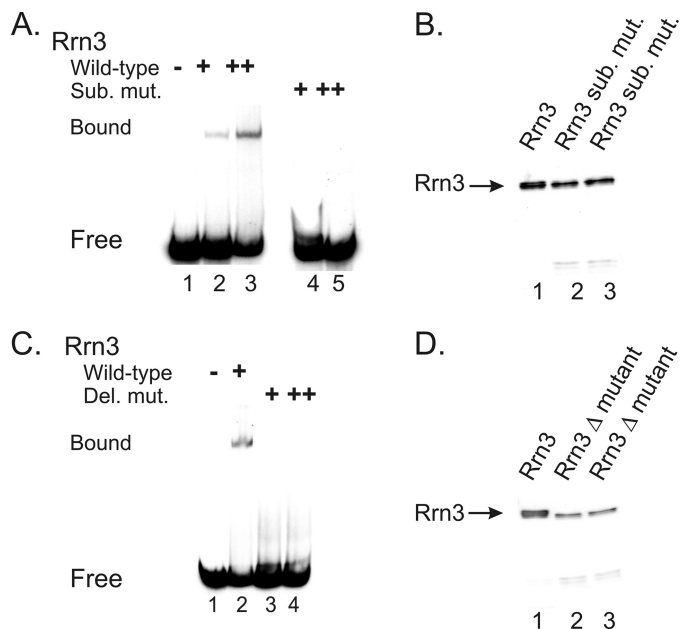 A.
Rrn3
Wild-type - + ++
Sub. mut. + ++
Bound
Free
1 2 3 4 5
B.
Rrn3
Rrn3 sub. mut.
Rrn3 sub. mut.
Rrn3
1 2 3
C.
Rrn3
Wild-type - +
Del. mut. + ++
Bound
Free
1 2 3 4
D.
Rrn3
Rrn3 Δ mutant
Rrn3 Δ mutant
Rrn3
1 2 3